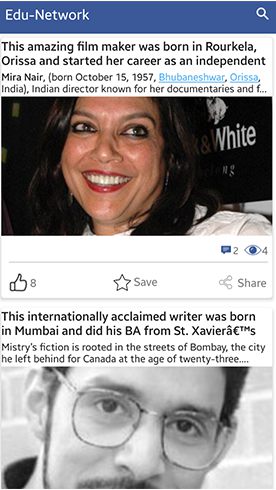 Edu-Network
This amazing film maker was born in Rourkela,
Orissa and started her career as an independent
Mira Nair, (born October 15, 1957, Bhubaneshwar, Orissa,
India), Indian director known for her documentaries and f...
& White
2 4
8 Save Share
This internationally acclaimed writer was born
in Mumbai and did his BA from St. Xavierâ€™s
Mistry's fiction is rooted in the streets of Bombay, the city
he left behind for Canada at the age of twenty-three....